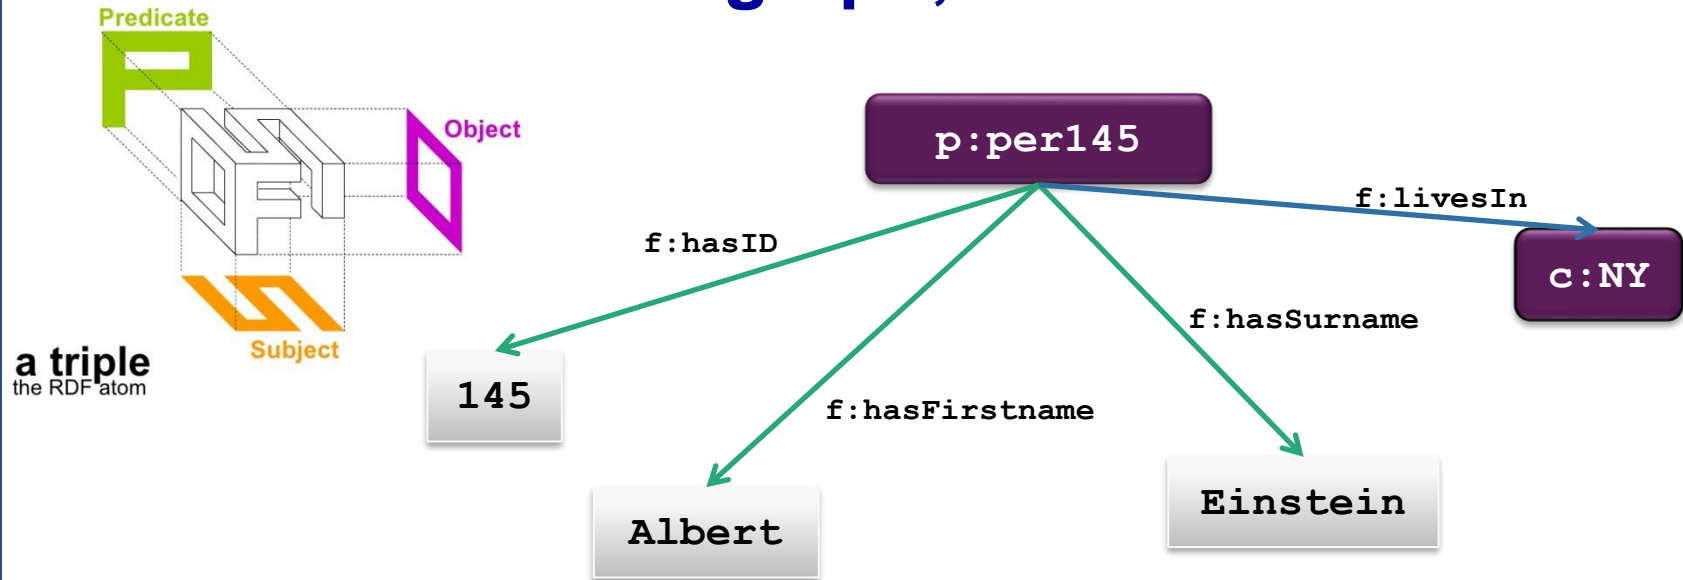 Predicate
Object
Subject
a triple
the RDF atom
p:per145
f:livesIn
f:hasID
c:NY
f:hasSurname
145
f:hasFirstname
Einstein
Albert